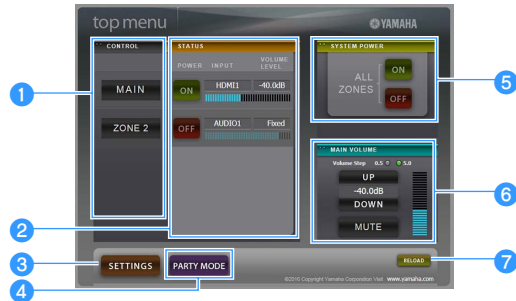 top menu
YAMAHA
CONTROL
MAIN
ZONE 2
STATUS
POWER INPUT VOLUME LEVEL
ON HDMI1 -40.0dB
OFF AUDIO1 Fixed
SYSTEM POWER
ALL ZONES
ON
OFF
MAIN VOLUME
Volume Step 0.5 5.0
UP
-40.0dB
DOWN
MUTE
SETTINGS
PARTY MODE
RELOAD
©2016 Copyright Yamaha Corporation Visit www.yamaha.com
1
2
3
4
5
6
7